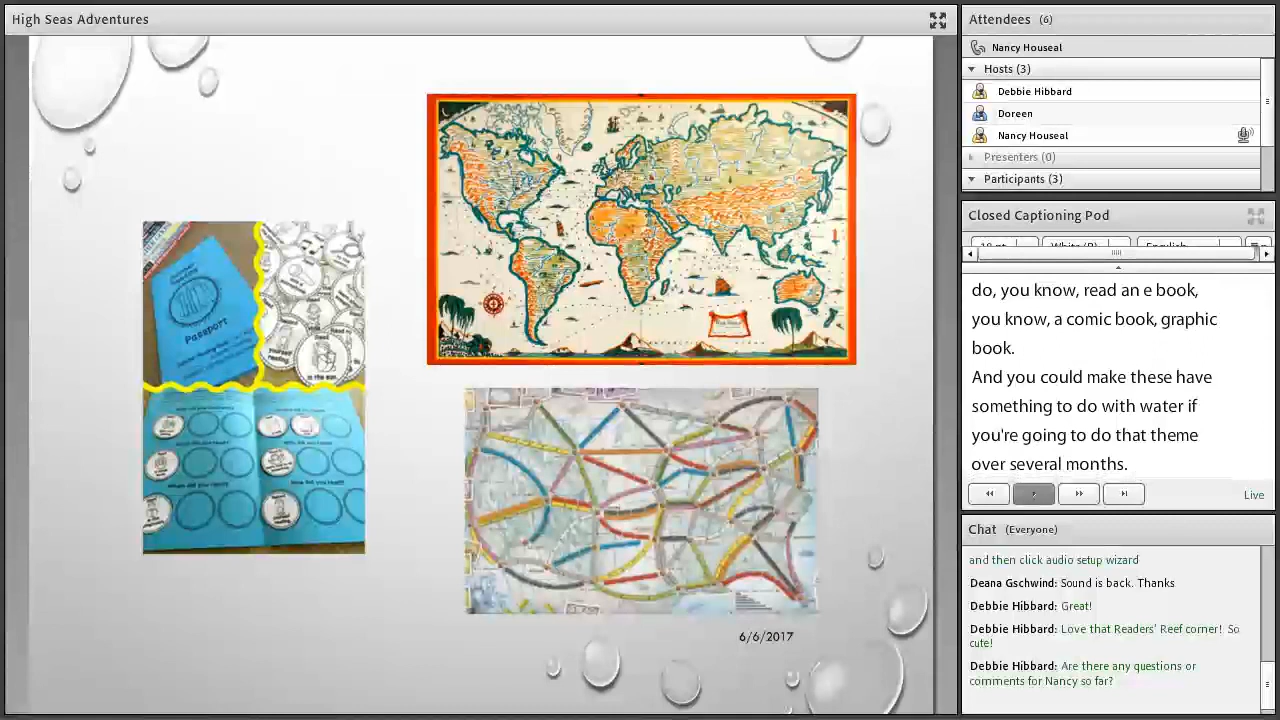 High Seas Adventures
Passport
6/6/2017
Attendees (6)
Nancy Houseal
Hosts (3)
Debbie Hibbard
Doreen
Nancy Houseal
Presenters (0)
Participants (3)
Closed Captioning Pod
English
do, you know, read an e book,
you know, a comic book, graphic
book.
And you could make these have
something to do with water if
you're going to do that theme
over several months.
Live
Chat (Everyone)
and then click audio setup wizard
Deana Gschwind: Sound is back. Thanks
Debbie Hibbard: Great!
Debbie Hibbard: Love that Readers' Reef corner! So
cute!
Debbie Hibbard: Are there any questions or
comments for Nancy so far?